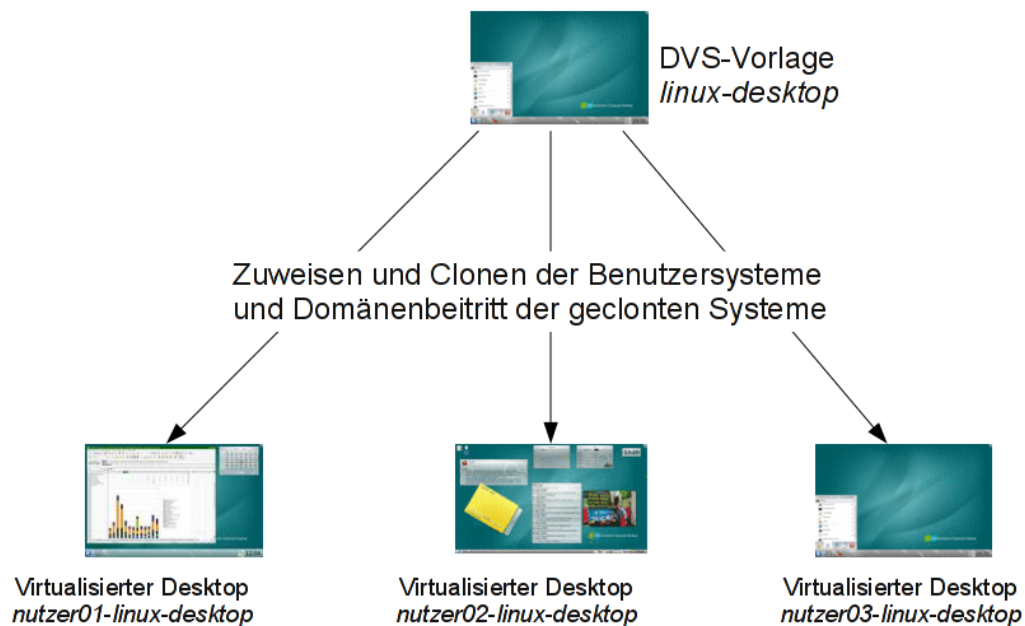 DVS-Vorlage
linux-desktop
Zuweisen und Clonen der Benutzersysteme
und Domänenbeitritt der geclonten Systeme
Virtualisierter Desktop
nutzer01-linux-desktop
Virtualisierter Desktop
nutzer02-linux-desktop
Virtualisierter Desktop
nutzer03-linux-desktop